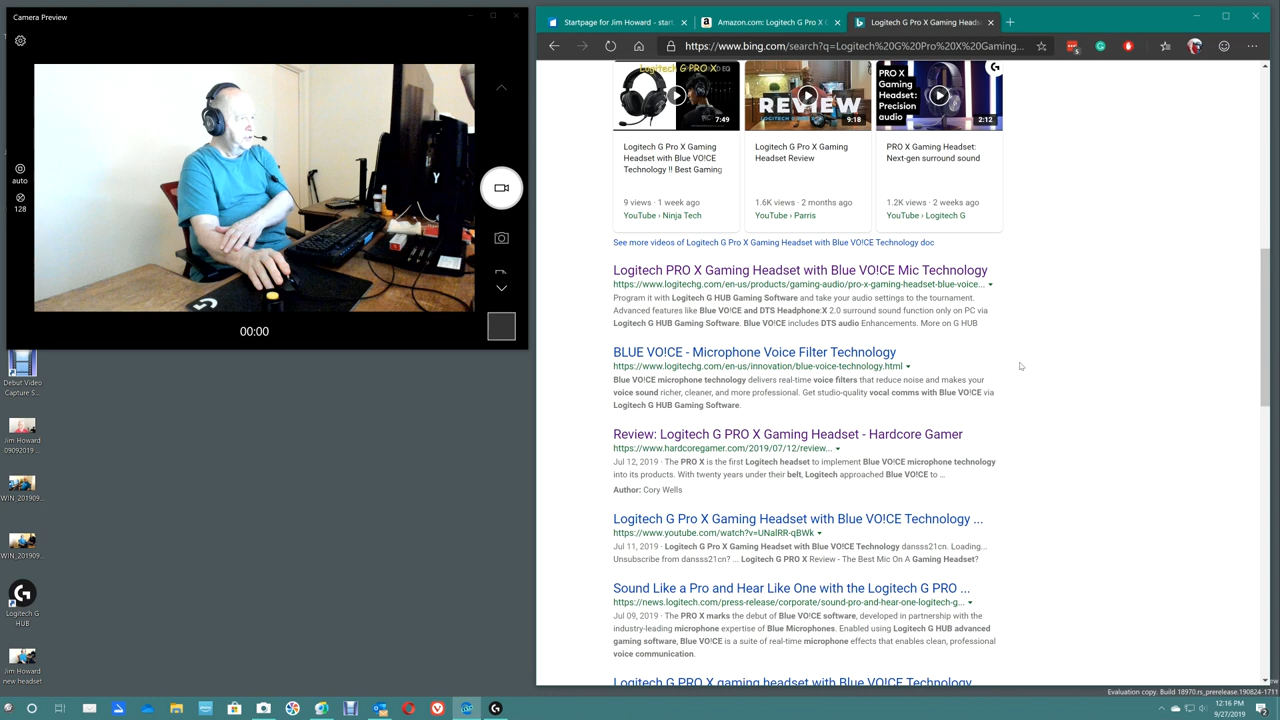 Camera Preview
auto
128
00:00
Debut Video
Capture S...
Jim Howard
09092019 ...
WIN_201909...
WIN_201909...
Logitech G
HUB
Jim Howard
new headset
Startpage for Jim Howard - star
Amazon.com: Logitech G Pro X G
Logitech G Pro X Gaming Heads
https://www.bing.com/search?q=Logitech%20G%20Pro%20X%20Gaming...
Logitech G PRO X
7:49
REVIEW
9:18
PRO X
Gaming
Headset:
Precision
audio
2:12
Logitech G Pro X Gaming
Headset with Blue VO!CE
Technology !! Best Gaming
9 views · 1 week ago
YouTube › Ninja Tech
Logitech G Pro X Gaming
Headset Review
1.6K views · 2 months ago
YouTube › Parris
PRO X Gaming Headset:
Next-gen surround sound
1.2K views · 2 weeks ago
YouTube › Logitech G
See more videos of Logitech G Pro X Gaming Headset with Blue VO!CE Technology doc
Logitech PRO X Gaming Headset with Blue VO!CE Mic Technology
https://www.logitechg.com/en-us/products/gaming-audio/pro-x-gaming-headset-blue-voice...
Program it with Logitech G HUB Gaming Software and take your audio settings to the tournament.
Advanced features like Blue VO!CE and DTS Headphone:X 2.0 surround sound function only on PC via
Logitech G HUB Gaming Software. Blue VO!CE includes DTS audio Enhancements. More on G HUB
BLUE VO!CE - Microphone Voice Filter Technology
https://www.logitechg.com/en-us/innovation/blue-voice-technology.html
Blue VO!CE microphone technology delivers real-time voice filters that reduce noise and makes your
voice sound richer, cleaner, and more professional. Get studio-quality vocal comms with Blue VO!CE via
Logitech G HUB Gaming Software.
Review: Logitech G PRO X Gaming Headset - Hardcore Gamer
https://www.hardcoregamer.com/2019/07/12/review...
Jul 12, 2019 · The PRO X is the first Logitech headset to implement Blue VO!CE microphone technology
into its products. With twenty years under their belt, Logitech approached Blue VO!CE to ...
Author: Cory Wells
Logitech G Pro X Gaming Headset with Blue VO!CE Technology ...
https://www.youtube.com/watch?v=UNalRR-qBWk
Jul 11, 2019 · Logitech G Pro X Gaming Headset with Blue VO!CE Technology dansss21cn. Loading...
Unsubscribe from dansss21cn? ... Logitech G PRO X Review - The Best Mic On A Gaming Headset?
Sound Like a Pro and Hear Like One with the Logitech G PRO ...
https://news.logitech.com/press-release/corporate/sound-pro-and-hear-one-logitech-g...
Jul 09, 2019 · The PRO X marks the debut of Blue VO!CE software, developed in partnership with the
industry-leading microphone expertise of Blue Microphones. Enabled using Logitech G HUB advanced
gaming software, Blue VO!CE is a suite of real-time microphone effects that enables clean, professional
voice communication.
Logitech G PRO X gaming headset with Blue VO!CE Technology
Evaluation copy. Build 18970.rs_prerelease.190824-1711
12:16 PM
9/27/2019